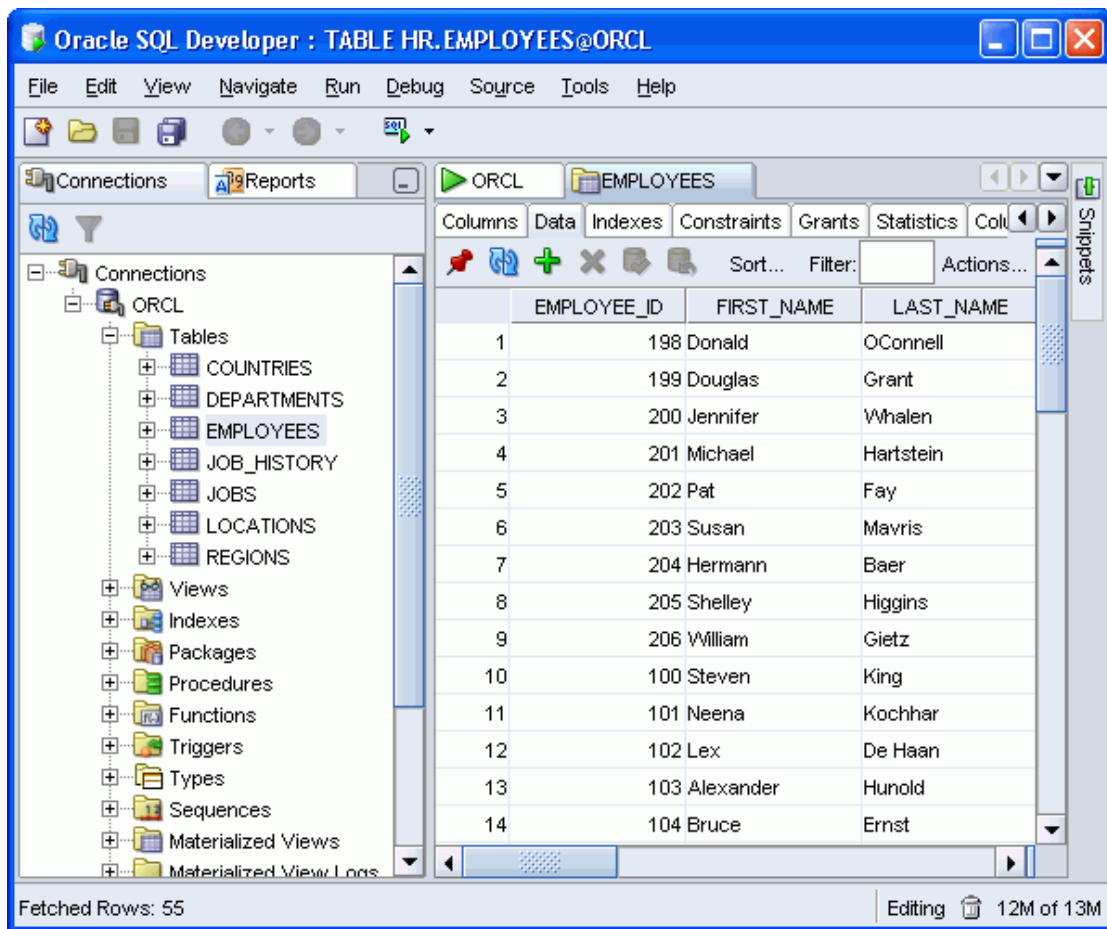 Oracle SQL Developer : TABLE HR.EMPLOYEES@ORCL
File Edit View Navigate Run Debug Source Tools Help
Connections Reports
ORCL EMPLOYEES
Columns Data Indexes Constraints Grants Statistics Colu
Sort... Filter: Actions...
Snippets
Connections
ORCL
Tables
COUNTRIES
DEPARTMENTS
EMPLOYEES
JOB_HISTORY
JOBS
LOCATIONS
REGIONS
Views
Indexes
Packages
Procedures
Functions
Triggers
Types
Sequences
Materialized Views
Materialized View Logs
EMPLOYEE_ID FIRST_NAME LAST_NAME
1 198 Donald OConnell
2 199 Douglas Grant
3 200 Jennifer Whalen
4 201 Michael Hartstein
5 202 Pat Fay
6 203 Susan Mavris
7 204 Hermann Baer
8 205 Shelley Higgins
9 206 William Gietz
10 100 Steven King
11 101 Neena Kochhar
12 102 Lex De Haan
13 103 Alexander Hunold
14 104 Bruce Ernst
Fetched Rows: 55
Editing 12M of 13M